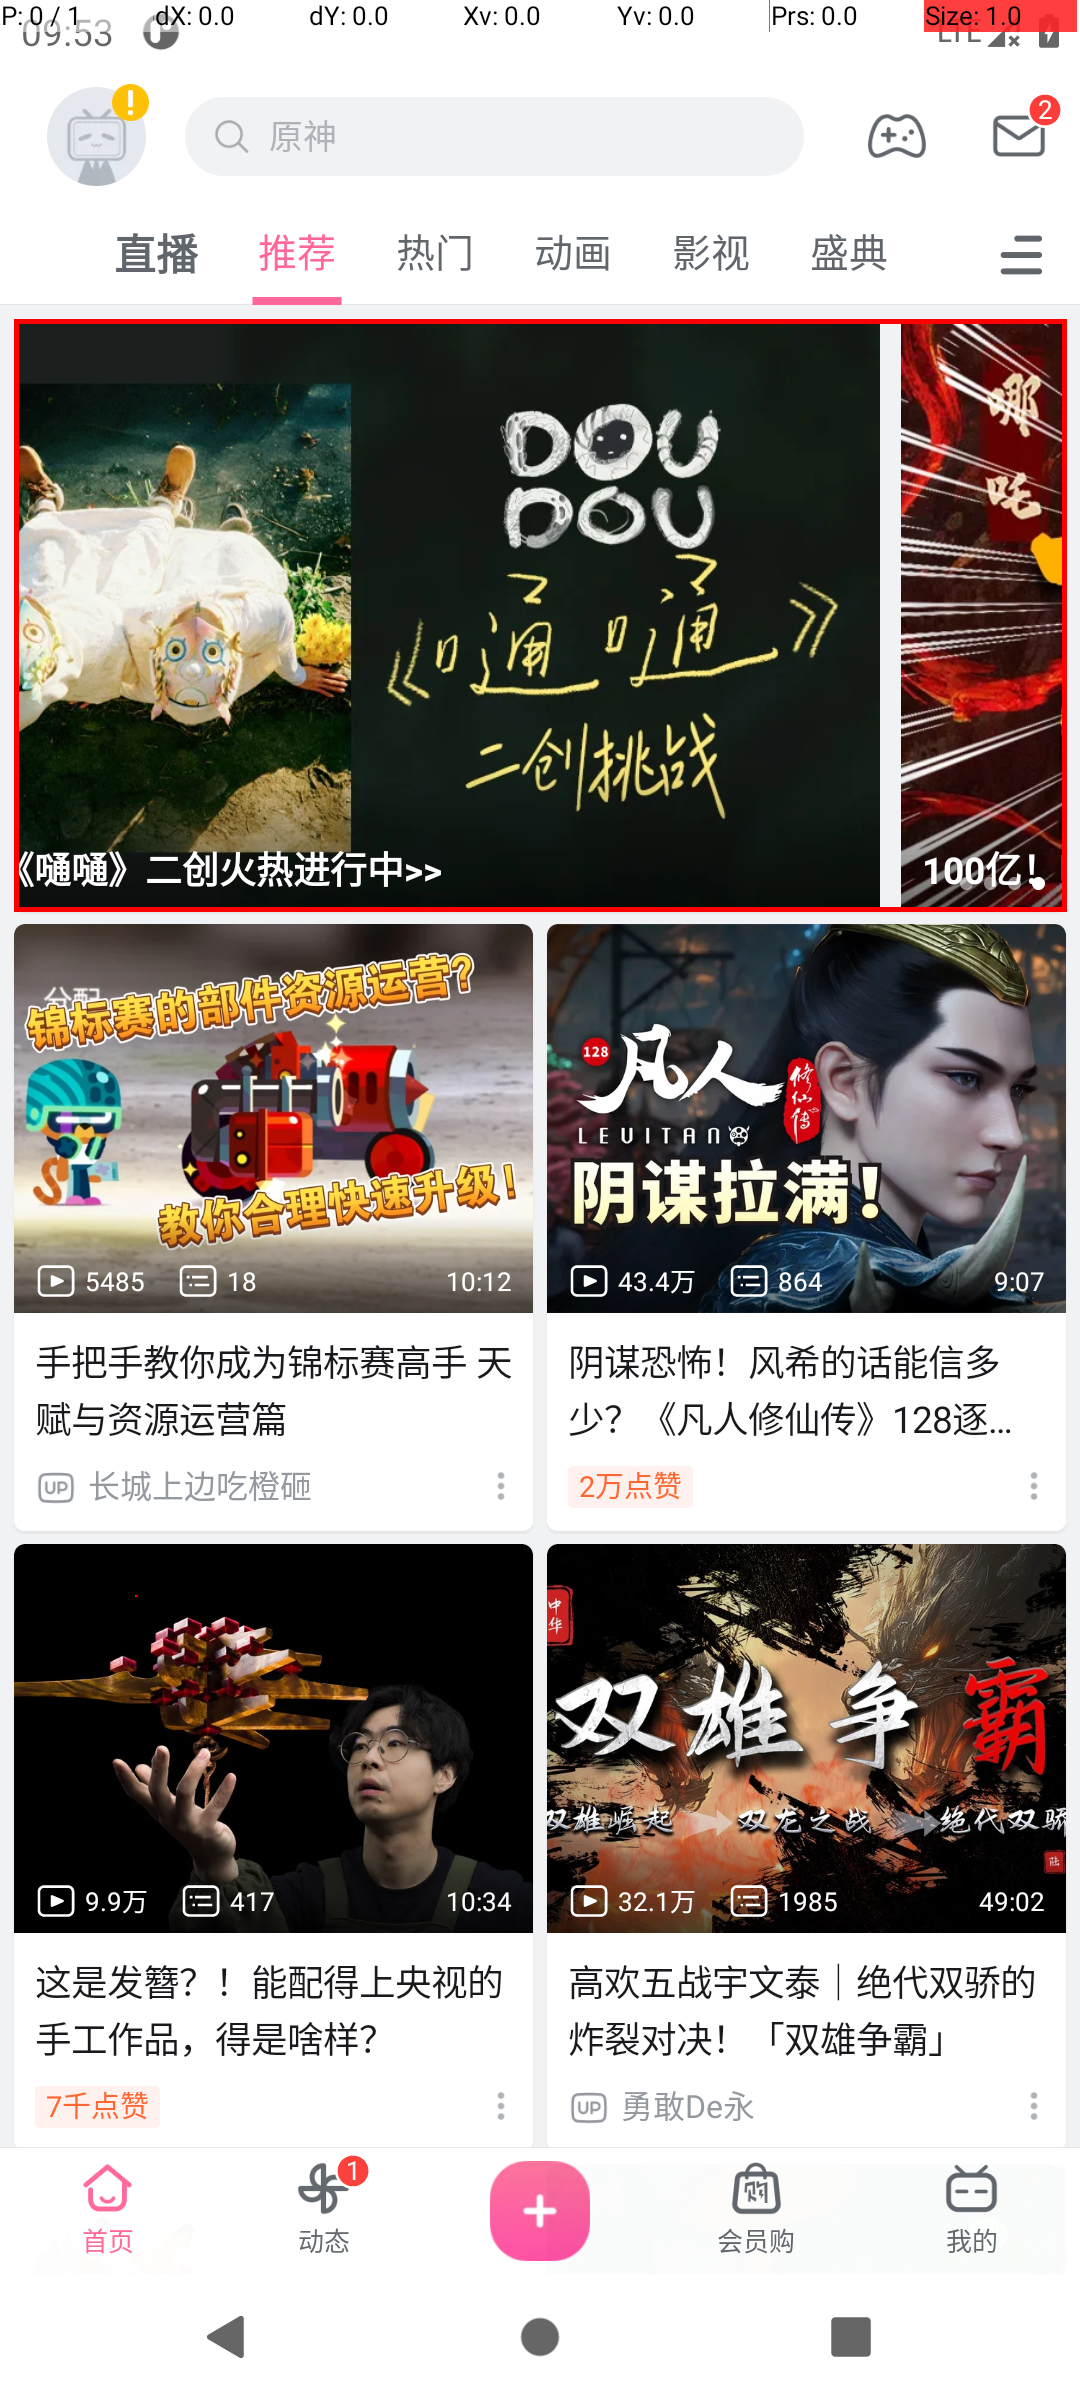 P: 0 / 1 dX: 0.0 dY: 0.0 Xv: 0.0 Yv: 0.0 Prs: 0.0 Size: 1.0
09:53 LTE
原神 2
直播 推荐 热门 动画 影视 盛典
DOU
DOU
《嗵嗵》
二创挑战
哪吒
《嗵嗵》二创火热进行中>>
100亿!
锦标赛的部件资源运营?
教你合理快速升级!
5485 18 10:12
手把手教你成为锦标赛高手 天
赋与资源运营篇
UP 长城上边吃橙砸
128 凡人修仙传
LEVITAN
阴谋拉满!
43.4万 864 9:07
阴谋恐怖！风希的话能信多
少？《凡人修仙传》128逐...
2万点赞
9.9万 417 10:34
这是发簪？！能配得上央视的
手工作品，得是啥样？
7千点赞
中华
双雄争霸
双雄崛起 双龙之战 绝代双骄
陆
32.1万 1985 49:02
高欢五战宇文泰｜绝代双骄的
炸裂对决！「双雄争霸」
UP 勇敢De永
首页 动态 1 + 购 会员购 我的